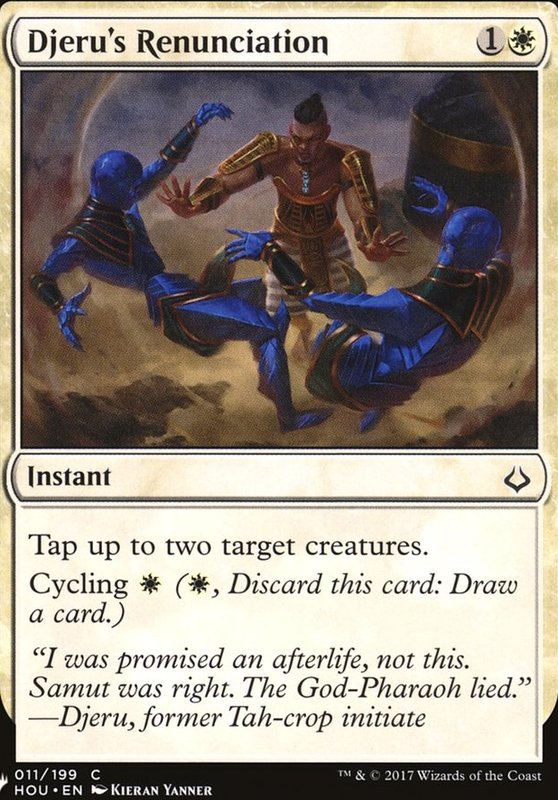 Djeru's Renunciation 1
Instant
Tap up to two target creatures.
Cycling (, Discard this card: Draw
a card.)
“I was promised an afterlife, not this.
Samut was right. The God-Pharaoh lied.”
—Djeru, former Tah-crop initiate
011/199 C
HOU • EN KIERAN YANNER
™ & © 2017 Wizards of the Coast